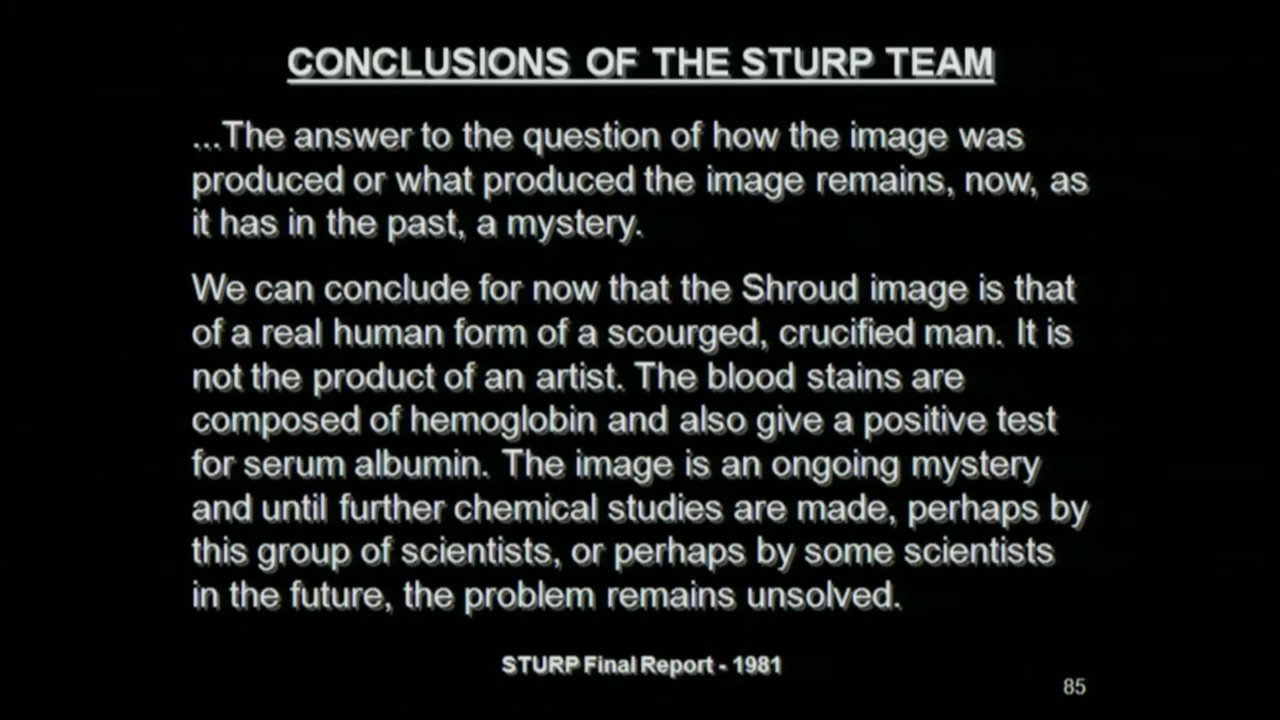 CONCLUSIONS OF THE STURP TEAM
...The answer to the question of how the image was
produced or what produced the image remains, now, as
it has in the past, a mystery.
We can conclude for now that the Shroud image is that
of a real human form of a scourged, crucified man. It is
not the product of an artist. The blood stains are
composed of hemoglobin and also give a positive test
for serum albumin. The image is an ongoing mystery
and until further chemical studies are made, perhaps by
this group of scientists, or perhaps by some scientists
in the future, the problem remains unsolved.
STURP Final Report - 1981
85